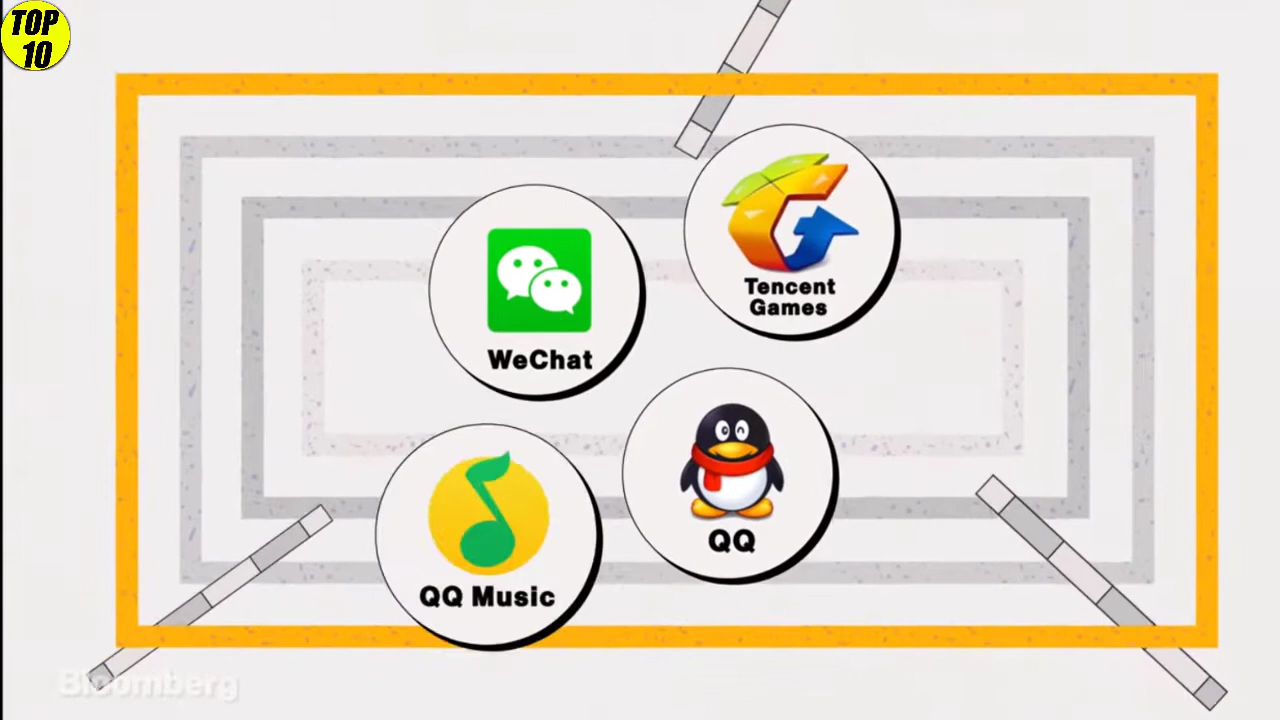 TOP
10
Tencent
Games
WeChat
QQ
QQ Music
Bloomberg